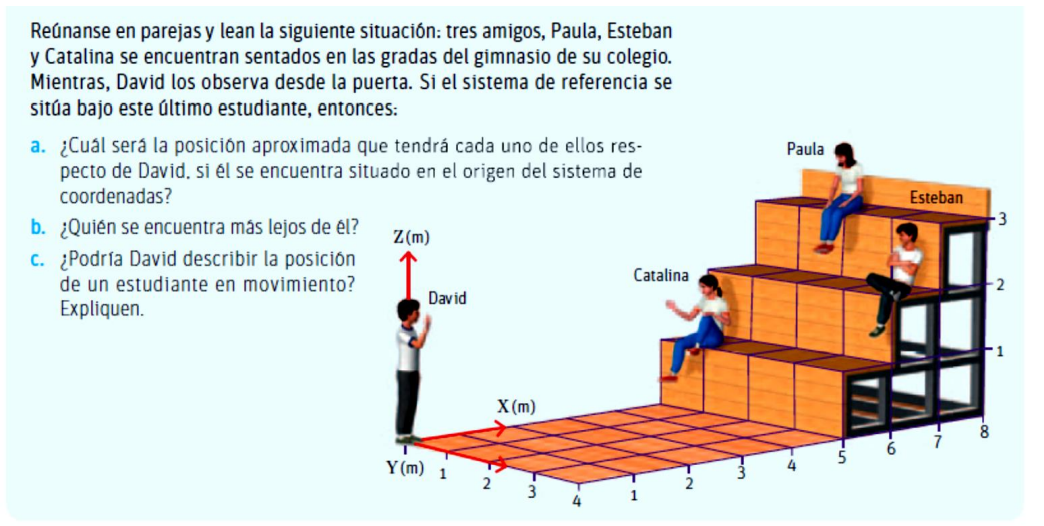 Reúnanse en parejas y lean la siguiente situación: tres amigos, Paula, Esteban
y Catalina se encuentran sentados en las gradas del gimnasio de su colegio.
Mientras, David los observa desde la puerta. Si el sistema de referencia se
sitúa bajo este último estudiante, entonces:
a. ¿Cuál será la posición aproximada que tendrá cada uno de ellos res-
pecto de David, si él se encuentra situado en el origen del sistema de
coordenadas?
b. ¿Quién se encuentra más lejos de él?
c. ¿Podría David describir la posición
de un estudiante en movimiento?
Expliquen.
Paula
Esteban
3
Z(m)
Catalina
2
David
1
X(m)
Y(m)
1
2
3
4
1
2
3
4
5
6
7
8